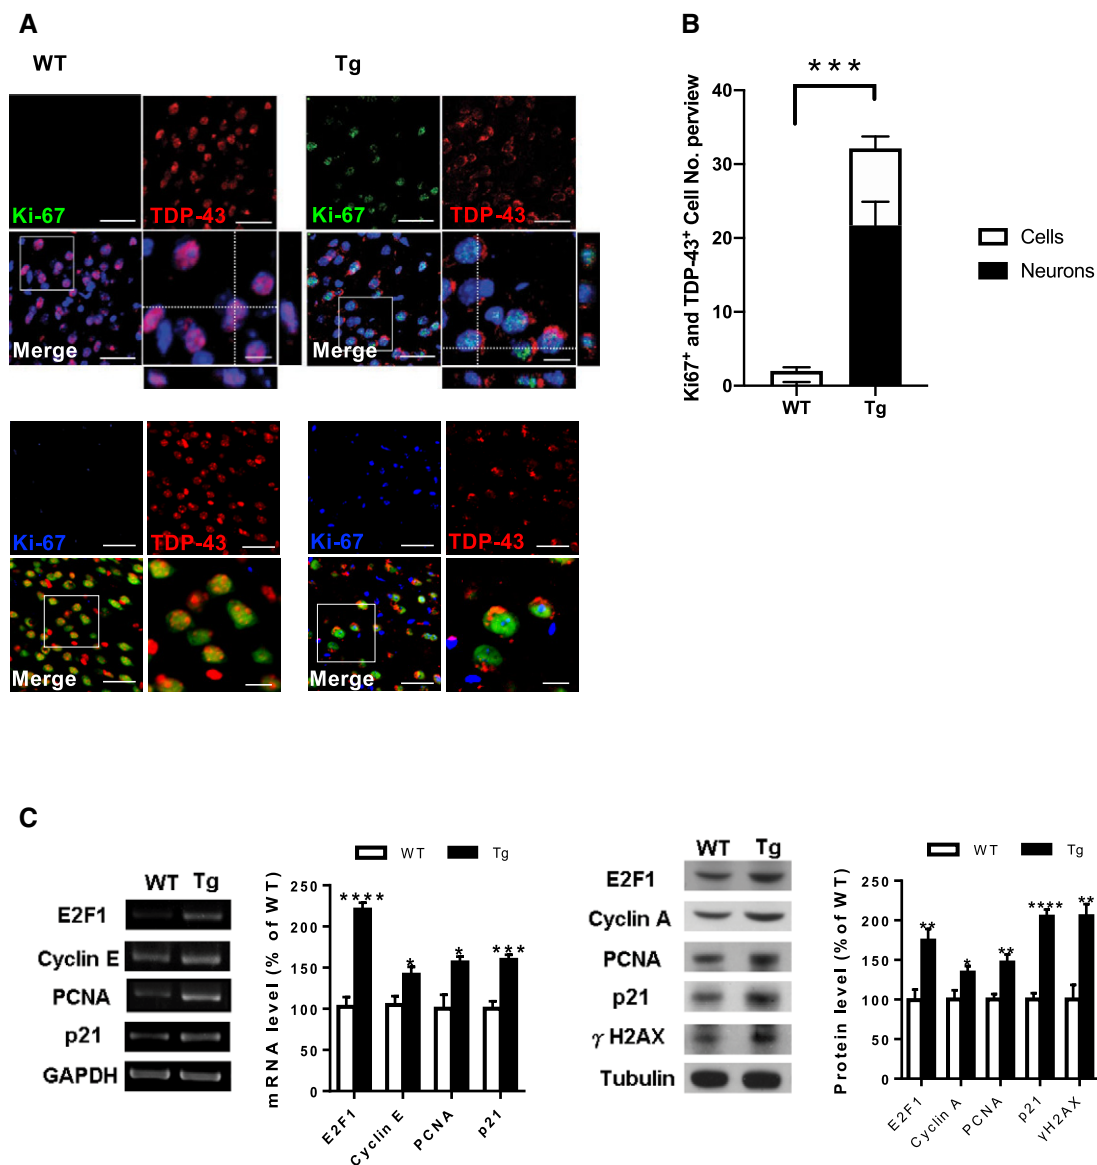 A
B
WT
Tg
Ki-67
TDP-43
Ki-67
TDP-43
Merge
Merge
Ki-67
TDP-43
Ki-67
TDP-43
Merge
Merge
***
Ki67+ and TDP-43+ Cell No. perview
40
30
20
10
0
WT
Tg
Cells
Neurons
C
WT Tg
E2F1
Cyclin E
PCNA
p21
GAPDH
WT
Tg
mRNA level (% of WT)
250
200
150
100
50
0
****
*
*
***
E2F1
Cyclin E
PCNA
p21
WT Tg
E2F1
Cyclin A
PCNA
p21
γ H2AX
Tubulin
WT
Tg
Protein level (% of WT)
250
200
150
100
50
0
**
*
**
****
**
E2F1
Cyclin A
PCNA
p21
γH2AX